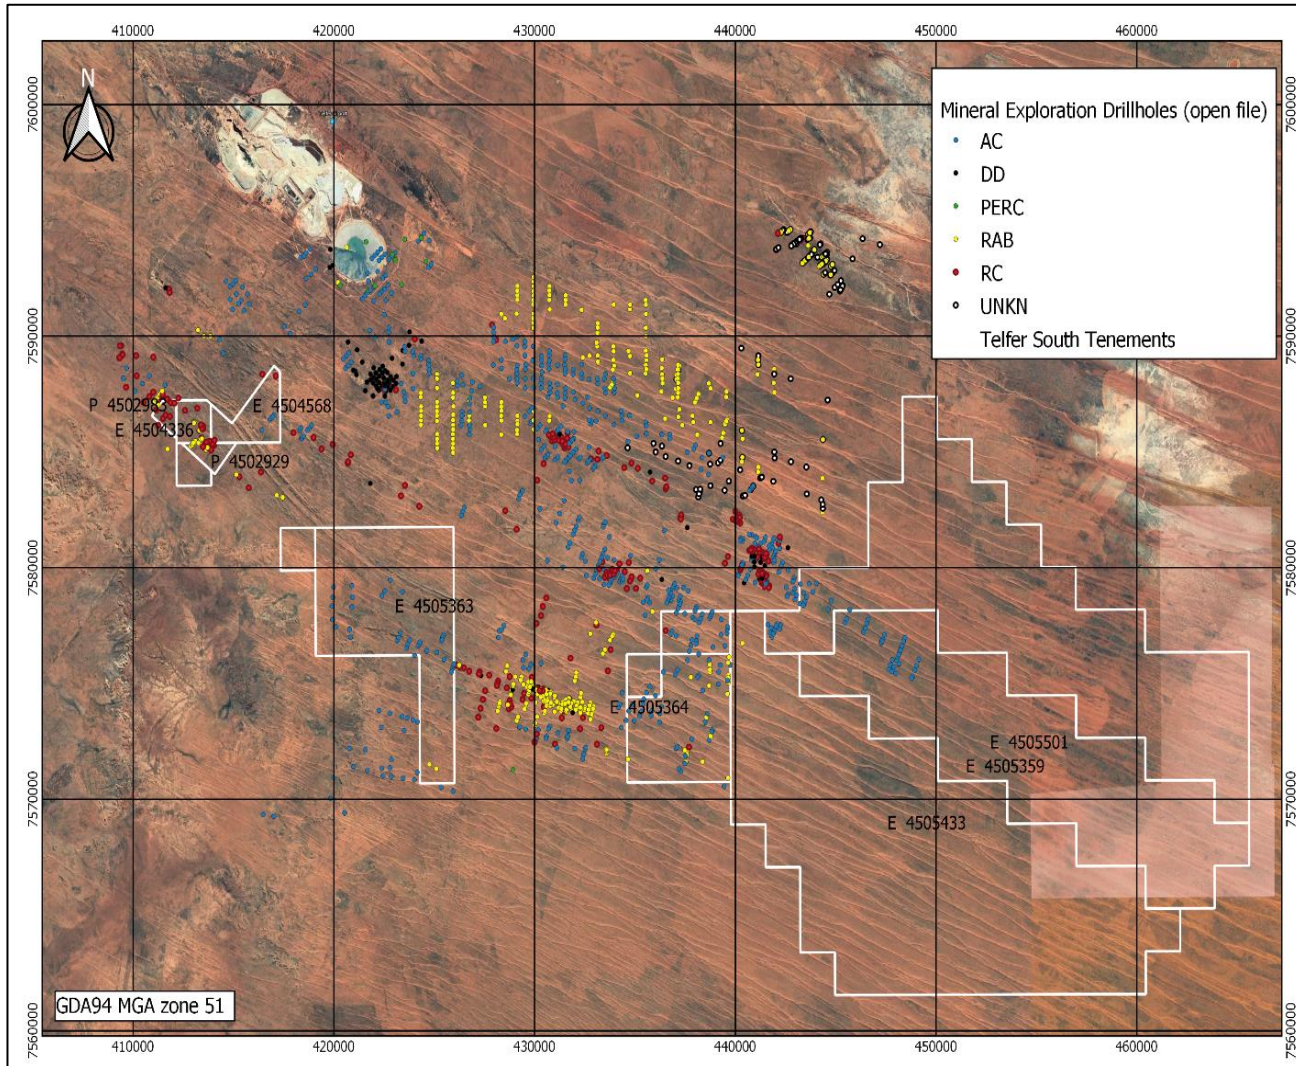 410000 420000 430000 440000 450000 460000
7600000
7590000
7580000
7570000
7560000
7600000
7590000
7580000
7570000
7560000
N
Mineral Exploration Drillholes (open file)
AC
DD
PERC
RAB
RC
UNKN
Telfer South Tenements
P 4502983
E 4504568
E 4504336
P 4502929
E 4505363
E 4505364
E 4505501
E 4505359
E 4505433
GDA94 MGA zone 51
410000 420000 430000 440000 450000 460000